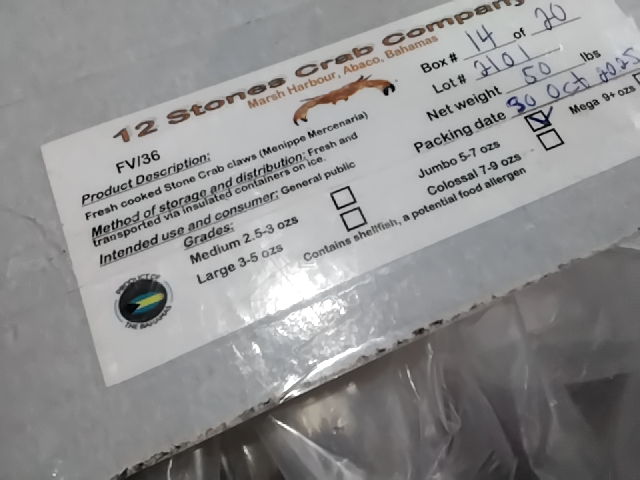 12 Stones Crab Company
Marsh Harbour, Abaco, Bahamas
FV/36
Product Description:
Fresh cooked Stone Crab claws (Menippe Mercenaria)
Method of storage and distribution: Fresh and
transported via insulated containers on ice.
Intended use and consumer: General public
Grades:
Medium 2.5-3 ozs
Large 3-5 ozs
Box# 14 of 20
Lot# 2101
Net weight 50 lbs
Packing date 30 Oct 2025
Jumbo 5-7 ozs
Colossal 7-9 ozs
Mega 9+ ozs
Contains shellfish, a potential food allergen
PRODUCT OF
THE BAHAMAS